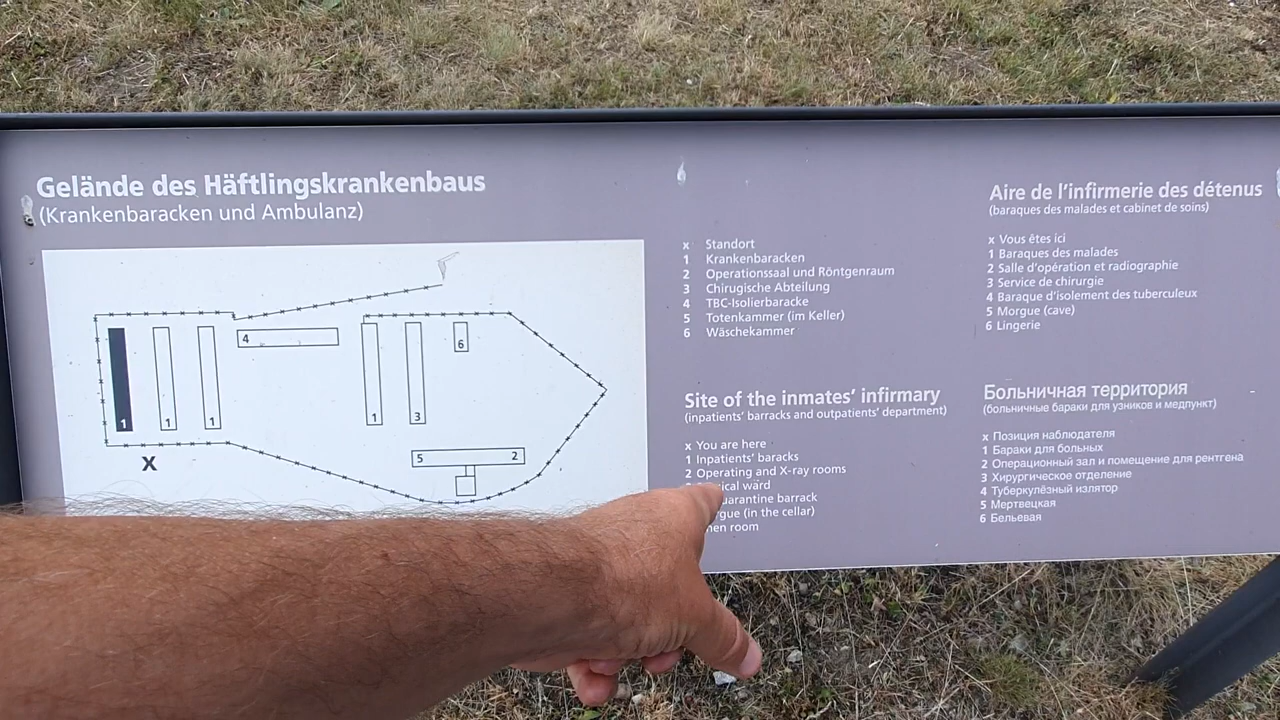 Gelände des Häftlingskrankenbaus
(Krankenbaracken und Ambulanz)
4
6
1
1
1
1
3
5
2
X
x Standort
1 Krankenbaracken
2 Operationssaal und Röntgenraum
3 Chirugische Abteilung
4 TBC-Isolierbaracke
5 Totenkammer (im Keller)
6 Wäschekammer
Site of the inmates' infirmary
(inpatients' barracks and outpatients' department)
x You are here
1 Inpatients' baracks
2 Operating and X-ray rooms
ward
barrack
(in the cellar)
room
Aire de l'infirmerie des détenus
(baraques des malades et cabinet de soins)
x Vous êtes ici
1 Baraques des malades
2 Salle d'opération et radiographie
3 Service de chirurgie
4 Baraque d'isolement des tuberculeux
5 Morgue (cave)
6 Lingerie
Больничная территория
(больничные бараки для узников и медпункт)
x Позиция наблюдателя
1 Бараки для больных
2 Операционный зал и помещение для рентгена
3 Хирургическое отделение
4 Туберкулёзный излятор
5 Мертвецкая
6 Бельевая